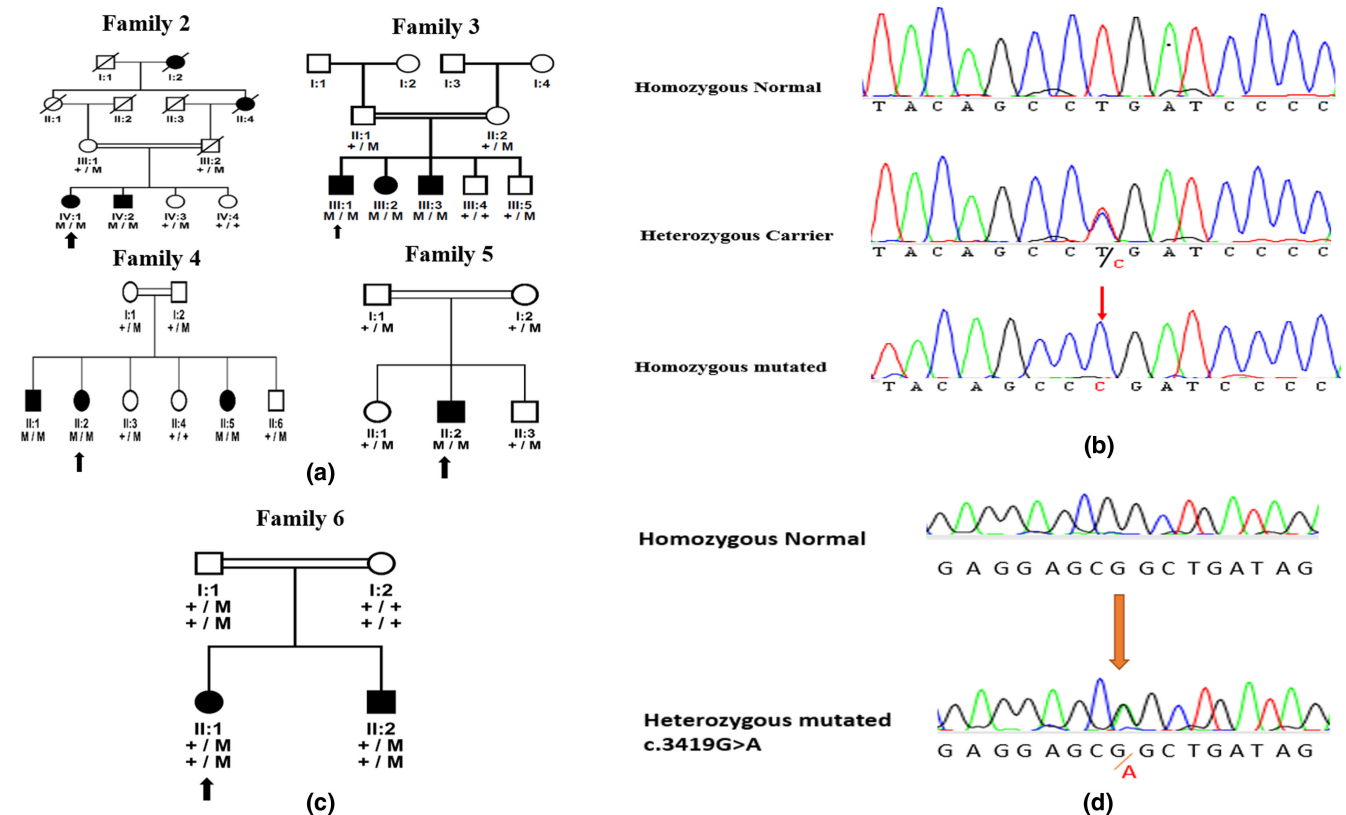 Family 2
I:1 I:2
II:1 II:2 II:3 II:4
III:1 III:2
+ / M + / M
IV:1 IV:2 IV:3 IV:4
M / M M / M + / M + / +
Family 3
I:1 I:2 I:3 I:4
II:1 II:2
+ / M + / M
III:1 III:2 III:3 III:4 III:5
M / M M / M M / M + / + + / M
Family 4
I:1 I:2
+ / M + / M
II:1 II:2 II:3 II:4 II:5 II:6
M / M M / M + / M + / + M / M + / M
Family 5
I:1 I:2
+ / M + / M
II:1 II:2 II:3
+ / M M / M + / M
(a)
Homozygous Normal
T A C A G C C T G A T C C C C
Heterozygous Carrier
T A C A G C C T G A T C C C C
/ C
Homozygous mutated
T A C A G C C C G A T C C C C
(b)
Family 6
I:1 I:2
+ / M + / +
+ / M + / +
II:1 II:2
+ / M + / M
+ / M + / M
(c)
Homozygous Normal
G A G G A G C G G C T G A T A G
Heterozygous mutated
c.3419G>A
G A G G A G C G G C T G A T A G
/ A
(d)